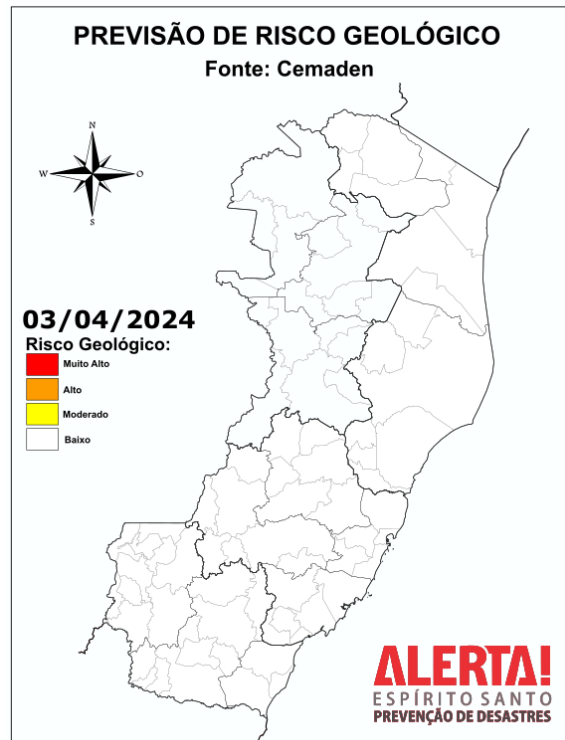 PREVISÃO DE RISCO GEOLÓGICO
Fonte: Cemaden
N
W O
S
03/04/2024
Risco Geológico:
Muito Alto
Alto
Moderado
Baixo
ALERTA!
ESPÍRITO SANTO
PREVENÇÃO DE DESASTRES